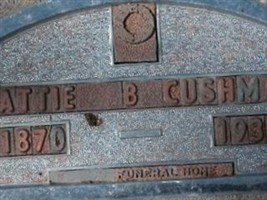 ATTIE B CUSHM
1870 193
FUNERAL HOME